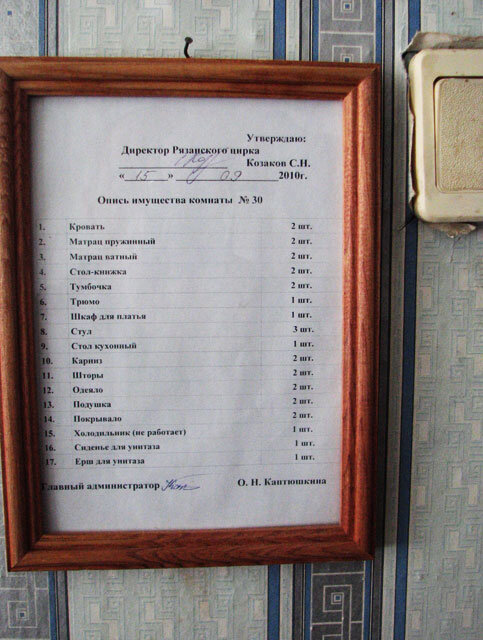 Утверждаю:
Директор Рязанского цирка
Козаков С.Н.
« 15 » 09 2010г.
Опись имущества комнаты № 30
1. Кровать 2 шт.
2. Матрац пружинный 2 шт.
3. Матрац ватный 2 шт.
4. Стол-книжка 2 шт.
5. Тумбочка 2 шт.
6. Трюмо 1 шт.
7. Шкаф для платья 1 шт.
8. Стул 3 шт.
9. Стол кухонный 1 шт.
10. Карниз 2 шт.
11. Шторы 2 шт.
12. Одеяло 2 шт.
13. Подушка 2 шт.
14. Покрывало 2 шт.
15. Холодильник (не работает) 1 шт.
16. Сиденье для унитаза 1 шт.
17. Ерш для унитаза 1 шт.
Главный администратор О. Н. Каптюшкина